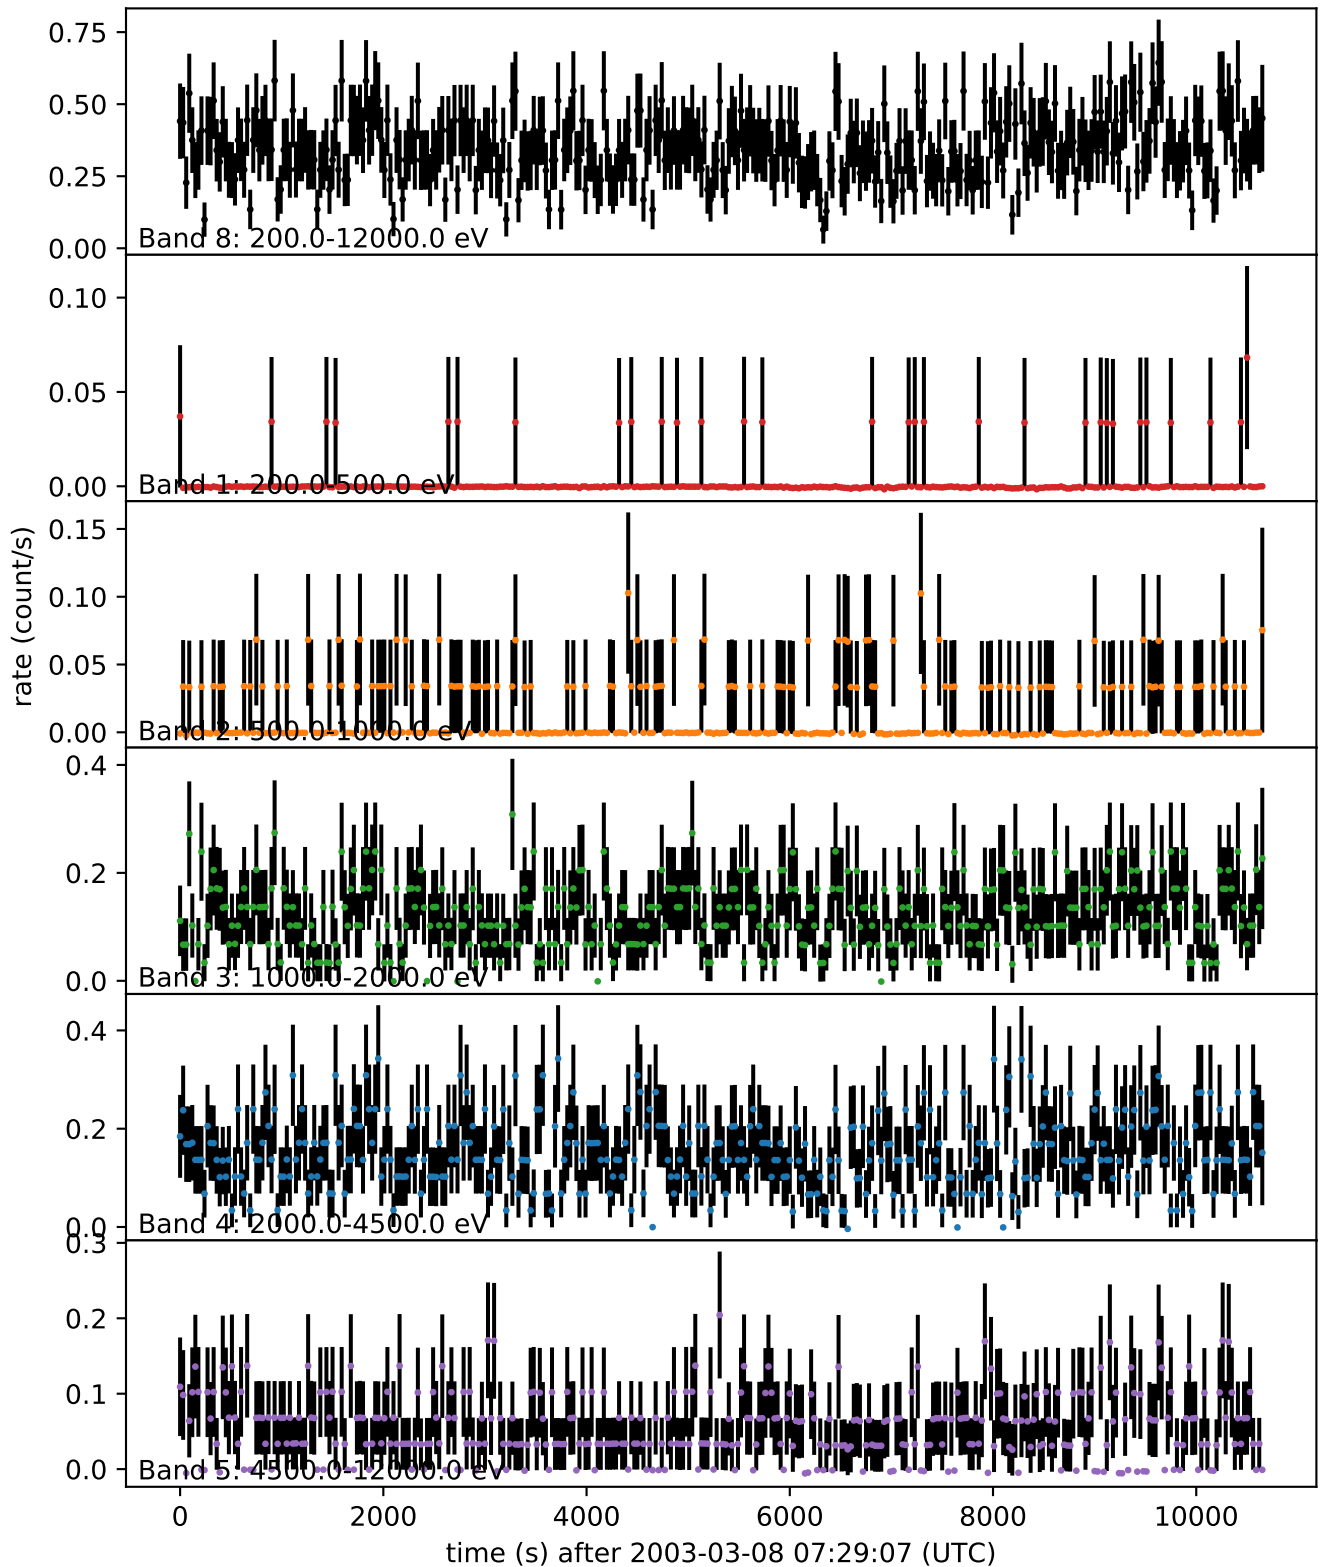 0.75
0.50
0.25
0.00
Band 8: 200.0-12000.0 eV
0.10
0.05
0.00
Band 1: 200.0-500.0 eV
0.15
0.10
0.05
0.00
Band 2: 500.0-1000.0 eV
rate (count/s)
0.4
0.2
0.0
Band 3: 1000.0-2000.0 eV
0.4
0.2
0.0
Band 4: 2000.0-4500.0 eV
0.3
0.2
0.1
0.0
Band 5: 4500.0-12000.0 eV
0 2000 4000 6000 8000 10000
time (s) after 2003-03-08 07:29:07 (UTC)